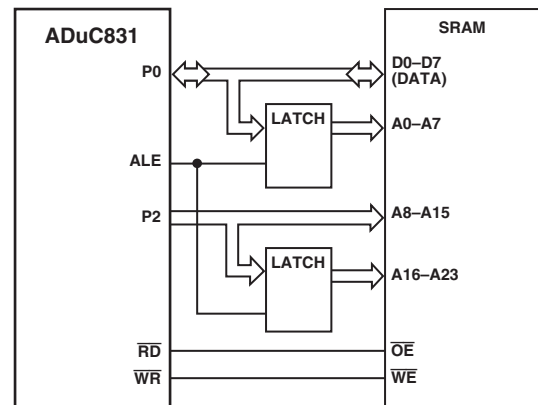 ADuC831
SRAM
P0
D0–D7
(DATA)
LATCH
A0–A7
ALE
P2
A8–A15
LATCH
A16–A23
RD
OE
WR
WE